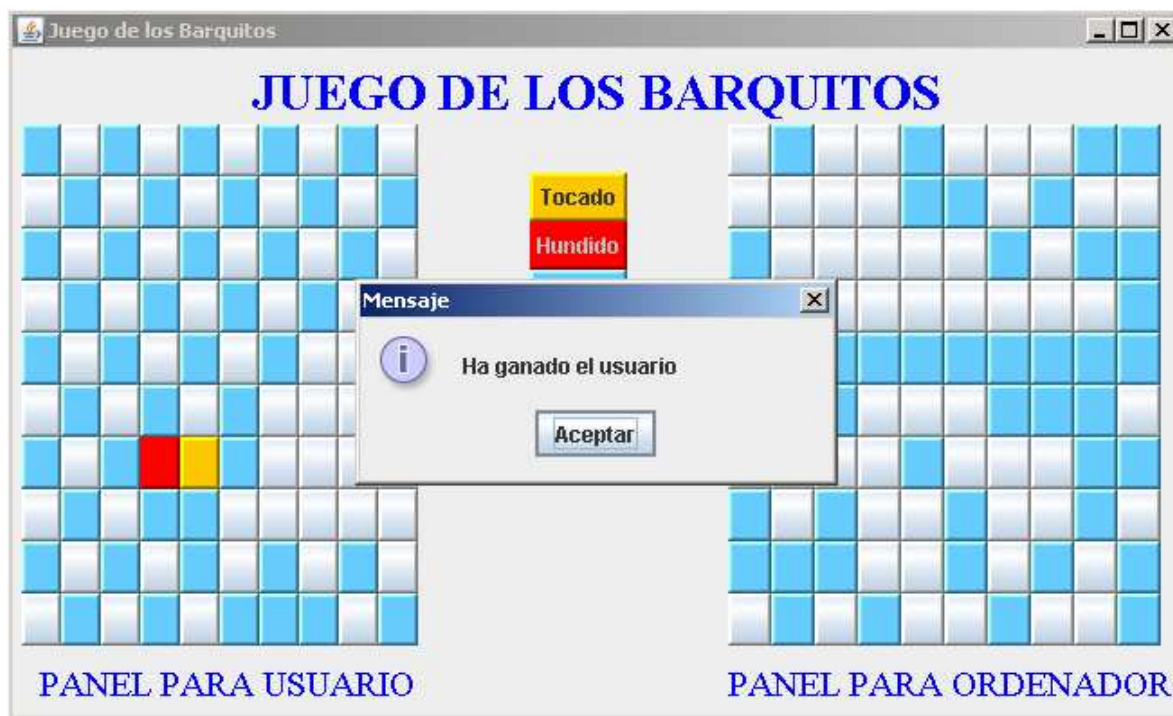 Juego de los Barquitos
JUEGO DE LOS BARQUITOS
Tocado
Hundido
Mensaje
Ha ganado el usuario
Aceptar
PANEL PARA USUARIO
PANEL PARA ORDENADOR